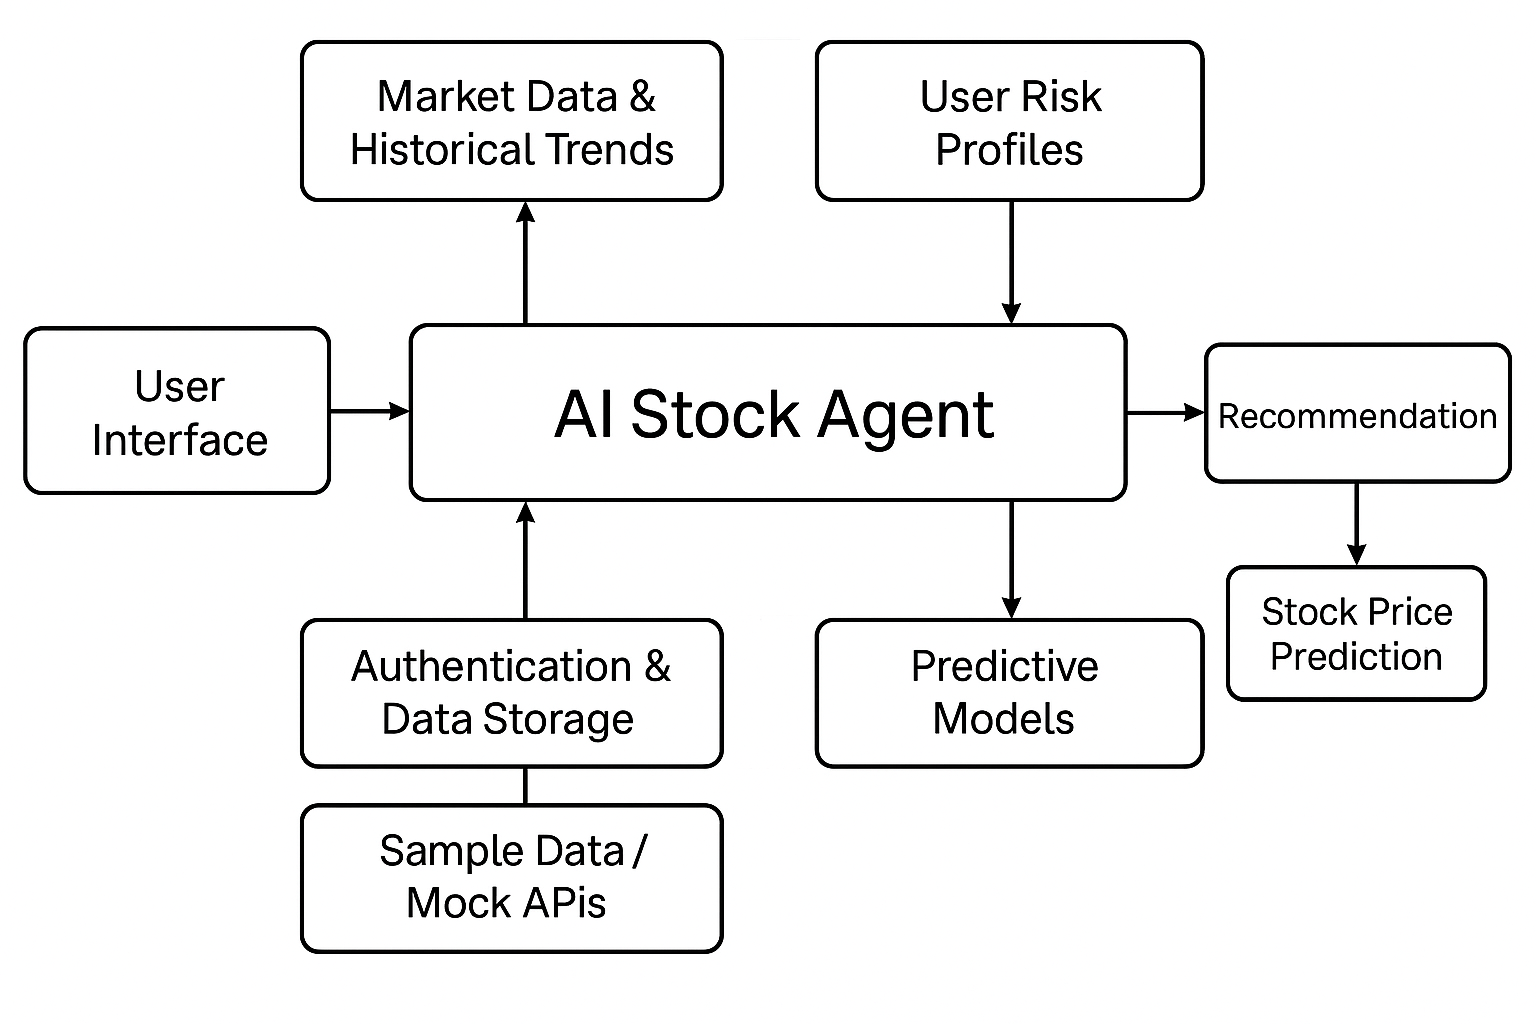 Market Data &
Historical Trends
User Risk
Profiles
User
Interface
AI Stock Agent
Recommendation
Stock Price
Prediction
Authentication &
Data Storage
Predictive
Models
Sample Data /
Mock APis